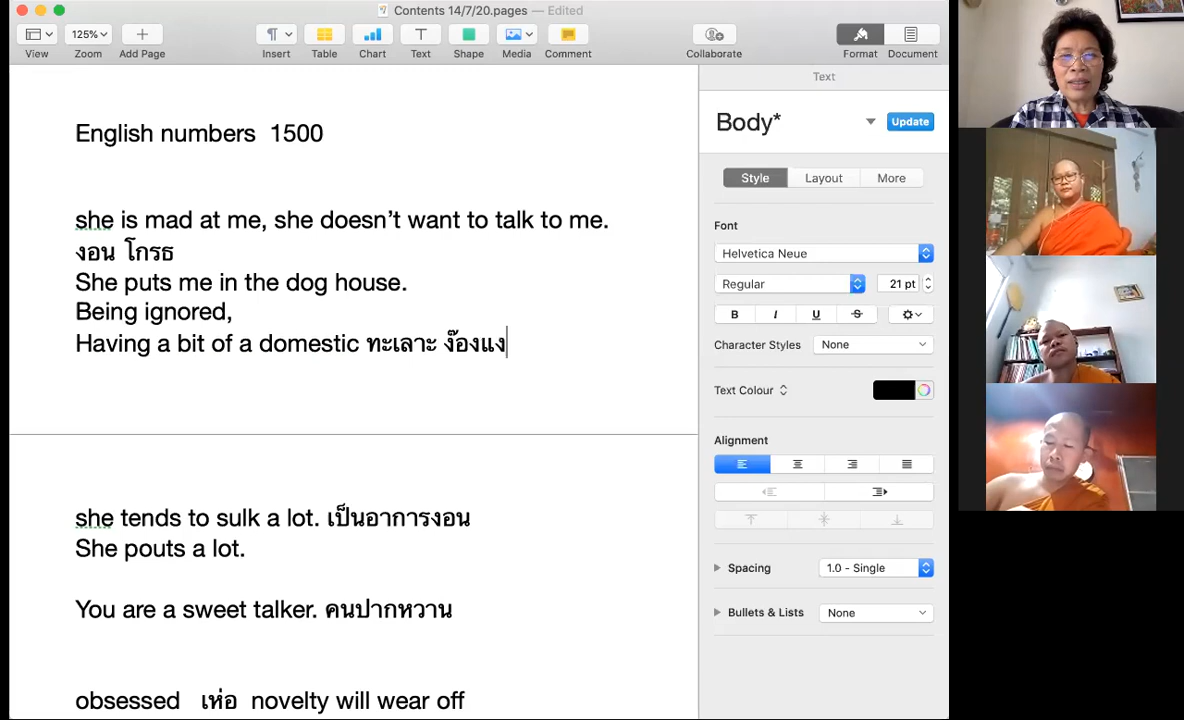 Contents 14/7/20.pages — Edited
125%
View
Zoom
Add Page
Insert
Table
Chart
Text
Shape
Media
Comment
Collaborate
Format
Document
English numbers 1500
she is mad at me, she doesn't want to talk to me.
งอน โกรธ
She puts me in the dog house.
Being ignored,
Having a bit of a domestic ทะเลาะ ง๊องแง
she tends to sulk a lot. เป็นอาการงอน
She pouts a lot.
You are a sweet talker. คนปากหวาน
obsessed เห่อ novelty will wear off
Text
Body*
Update
Style
Layout
More
Font
Helvetica Neue
Regular
21 pt
B
I
U
S
Character Styles
None
Text Colour
Alignment
Spacing
1.0 - Single
Bullets & Lists
None